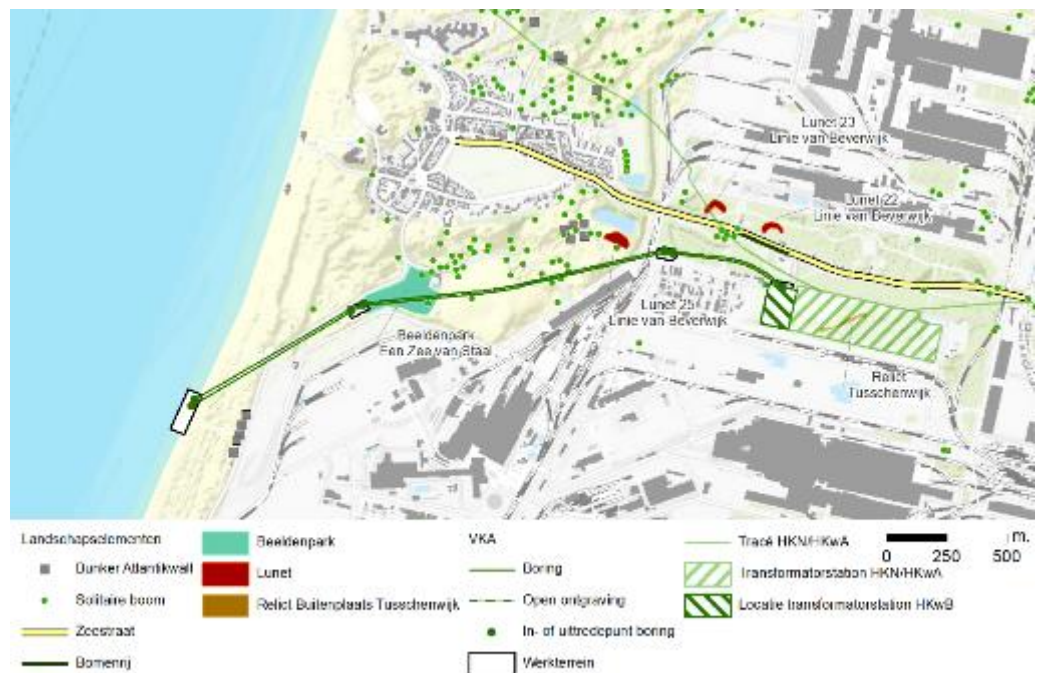 Lunet 23
Linie van Beverwijk
Lunet 22
Linie van Beverwijk
Lunet 25
Linie van Beverwijk
Beeldenpark
Een Zee van Staal
Relict
Tusschenwijk
Landschapselementen
Bunker Atlantikwall
Solitaire boom
Zeestraat
Bomenrij
Beeldenpark
Lunet
Relict Buitenplaats Tusschenwijk
VKA
Boring
Open ontgraving
In- of uittredepunt boring
Werkterrein
Tracé HKN/HKwA
Transformatorstation HKN/HKwA
Locatie transformatorstation HKwB
m.
0 250 500